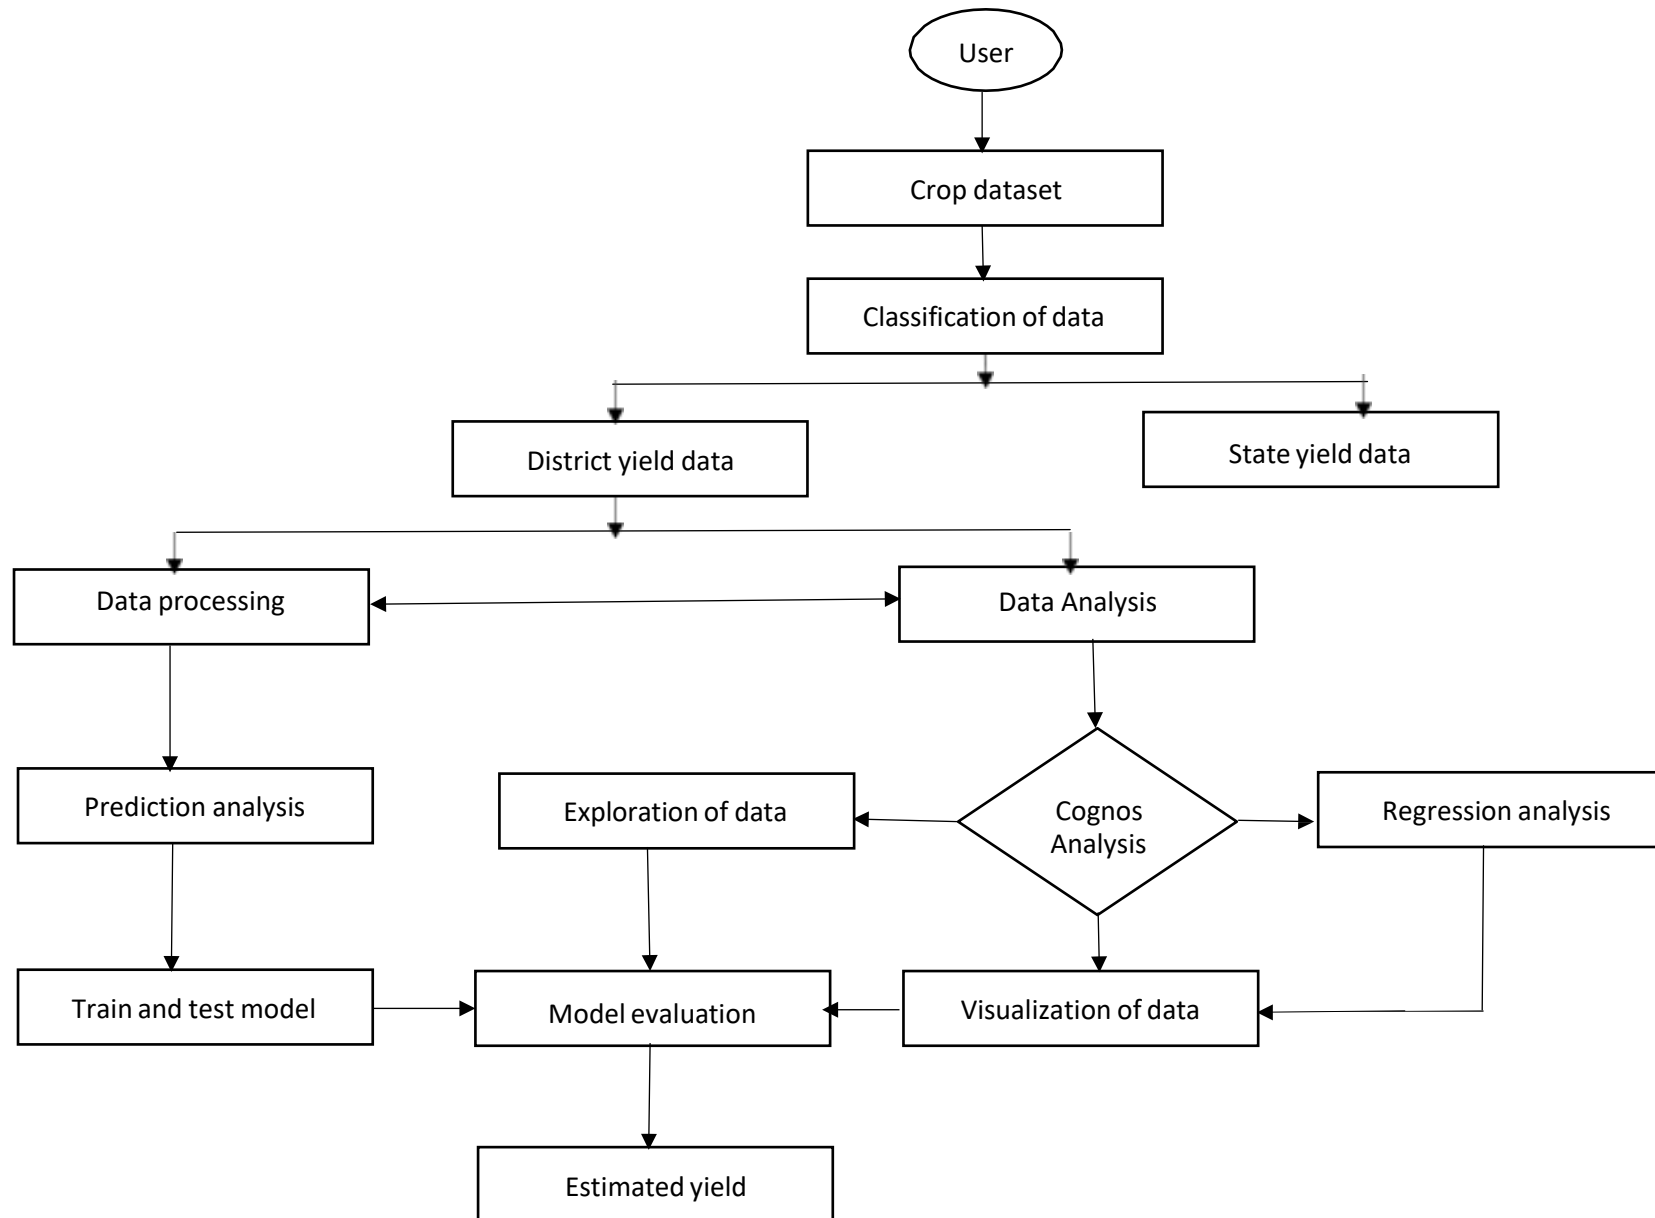 User
Crop dataset
Classification of data
District yield data
State yield data
Data processing
Data Analysis
Prediction analysis
Exploration of data
Cognos
Analysis
Regression analysis
Train and test model
Model evaluation
Visualization of data
Estimated yield